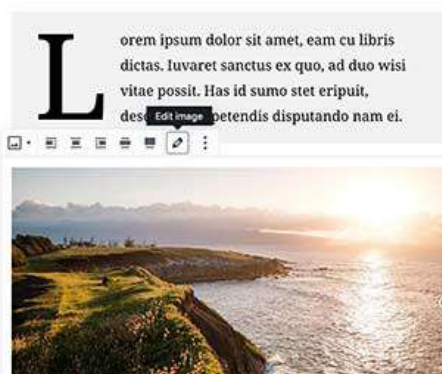 Lorem ipsum dolor sit amet, eam cu libris
dictas. Iuvaret sanctus ex quo, ad duo wisi
vitae possit. Has id sumo stet eripuit,
petendis disputando nam ei.
Edit image